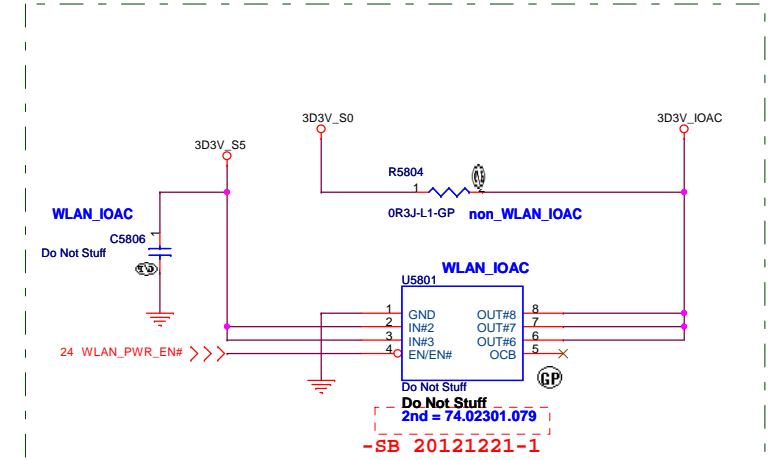 3D3V_S0
3D3V_IOAC
3D3V_S5
R5804
1
0R3J-L1-GP
non_WLAN_IOAC
WLAN_IOAC
C5806
1
Do Not Stuff
WLAN_IOAC
U5801
1 GND OUT#8 8
2 IN#2 OUT#7 7
3 IN#3 OUT#6 6
4 EN/EN# OCB 5
24 WLAN_PWR_EN#
GP
Do Not Stuff
Do Not Stuff
2nd = 74.02301.079
-SB 20121221-1